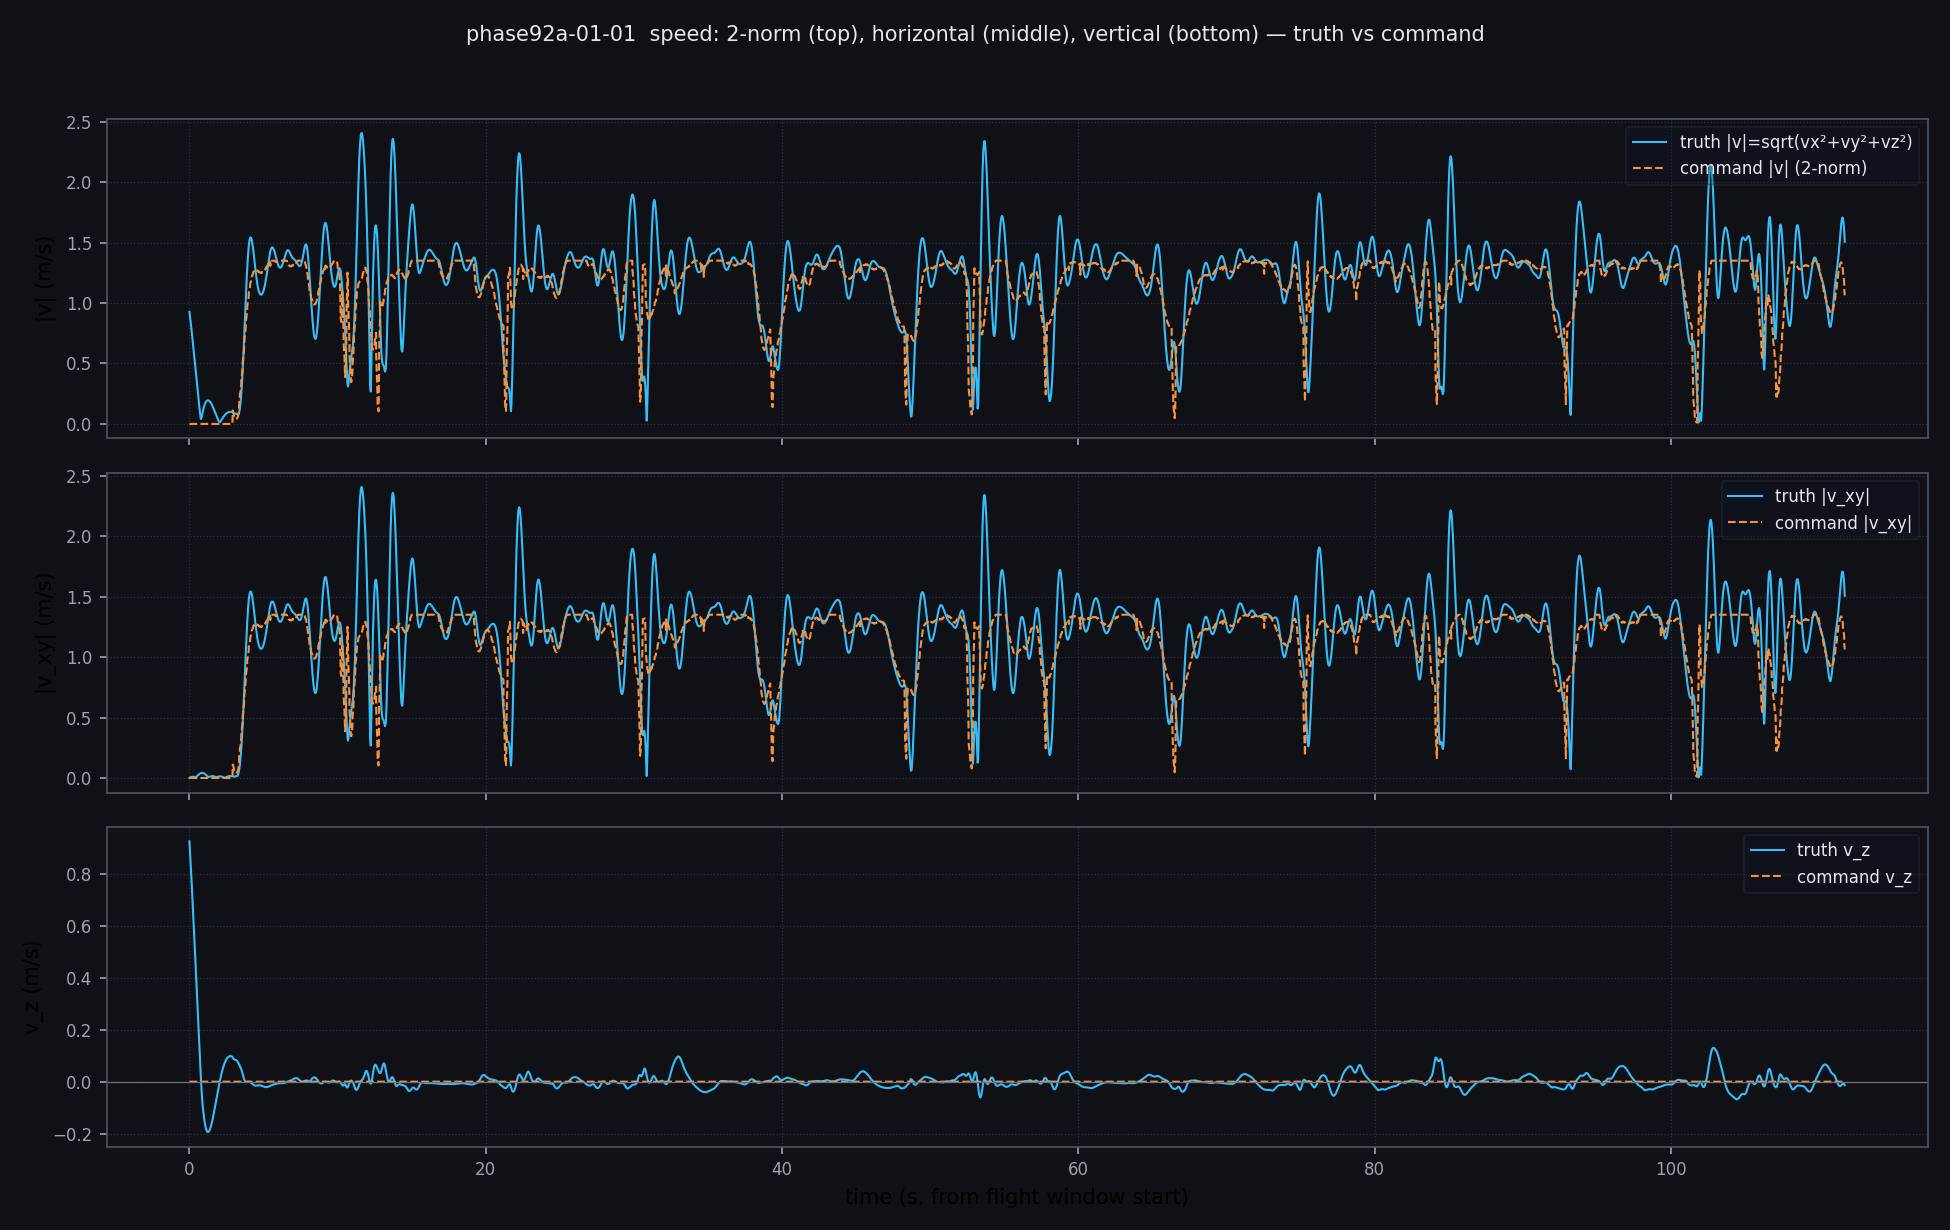 phase92a-01-01  speed: 2-norm (top), horizontal (middle), vertical (bottom) — truth vs command
2.5
2.0
1.5
1.0
0.5
0.0
|v| (m/s)
truth |v|=sqrt(vx²+vy²+vz²)
command |v| (2-norm)
2.5
2.0
1.5
1.0
0.5
0.0
|v_xy| (m/s)
truth |v_xy|
command |v_xy|
0.8
0.6
0.4
0.2
0.0
−0.2
v_z (m/s)
truth v_z
command v_z
0
20
40
60
80
100
time (s, from flight window start)